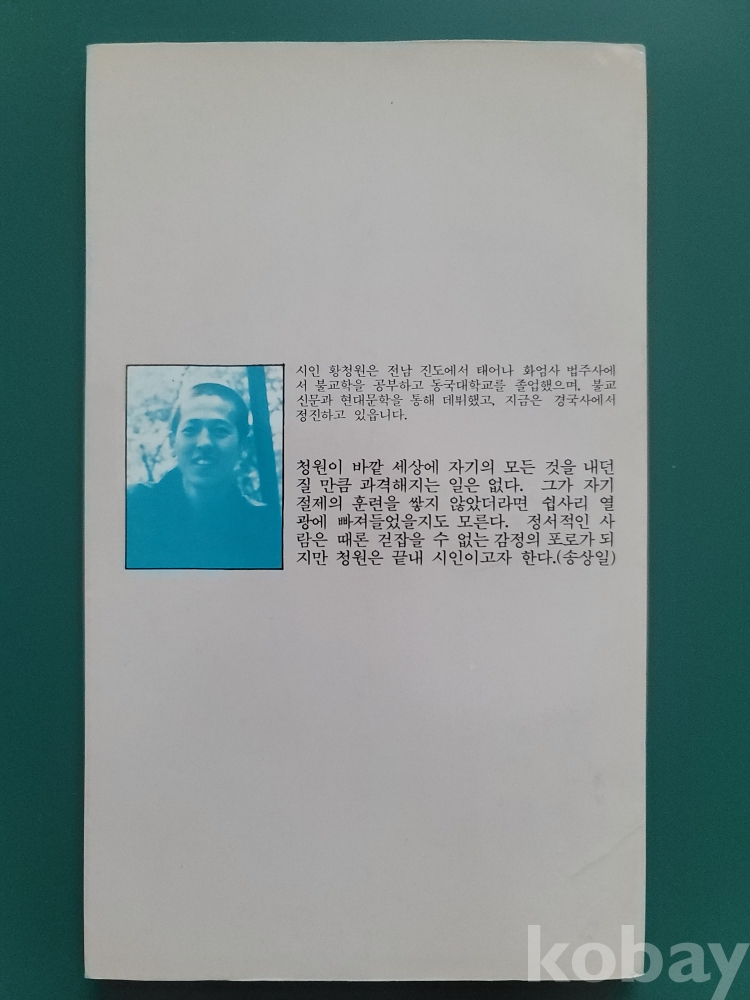 시인 황청원은 전남 진도에서 태어나 화엄사 법주사에
서 불교학을 공부하고 동국대학교를 졸업했으며, 불교
신문과 현대문학을 통해 데뷔했고, 지금은 경국사에서
정진하고 있읍니다.
청원이 바깥 세상에 자기의 모든 것을 내던
질 만큼 과격해지는 일은 없다. 그가 자기
절제의 훈련을 쌓지 않았더라면 쉽사리 열
광에 빠져들었을지도 모른다. 정서적인 사
람은 때론 걷잡을 수 없는 감정의 포로가 되
지만 청원은 끝내 시인이고자 한다.(송상일)
kobay